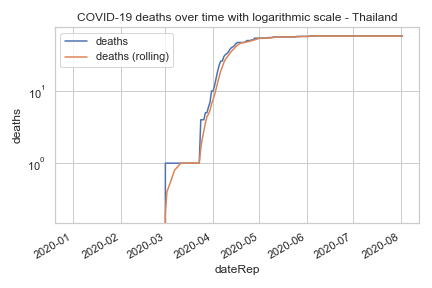 COVID-19 deaths over time with logarithmic scale - Thailand
deaths
deaths (rolling)
deaths
10¹
10⁰
2020-01
2020-02
2020-03
2020-04
2020-05
2020-06
2020-07
2020-08
dateRep